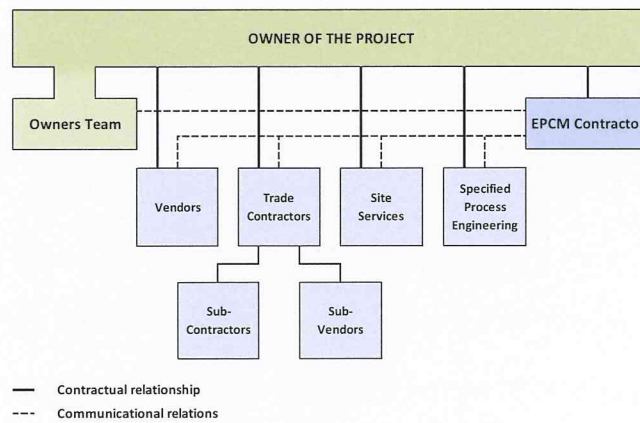 OWNER OF THE PROJECT
Owners Team
EPCM Contracto
Vendors
Trade
Contractors
Site
Services
Specified
Process
Engineering
Sub-
Contractors
Sub-
Vendors
Contractual relationship
Communicational relations